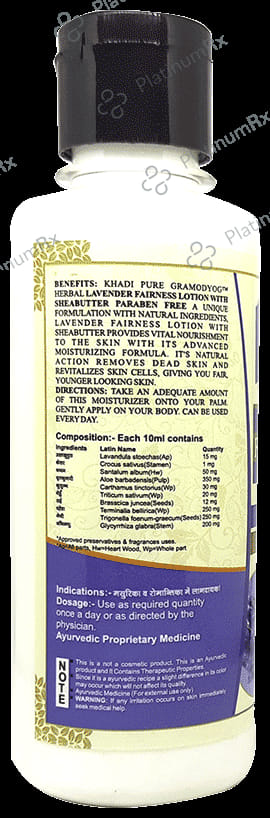 PlatinumRx
BENEFITS: KHADI PURE GRAMODYOG™
HERBAL LAVENDER FAIRNESS LOTION WITH
SHEABUTTER PARABEN FREE A UNIQUE
FORMULATION WITH NATURAL INGREDIENTS,
LAVENDER FAIRNESS LOTION WITH
SHEABUTTER PROVIDES VITAL NOURISHMENT
TO THE SKIN WITH ITS ADVANCED
MOISTURIZING FORMULA. IT'S NATURAL
ACTION REMOVES DEAD SKIN AND
REVITALIZES SKIN CELLS, GIVING YOU FAIR,
YOUNGER LOOKING SKIN.
DIRECTIONS: TAKE AN ADEQUATE AMOUNT
OF THIS MOISTURIZER ONTO YOUR PALM.
GENTLY APPLY ON YOUR BODY. CAN BE USED
EVERY DAY.
Composition:- Each 10ml contains
Ingredients Latin Name Quantity
Lavandula stoechas(Ap) 15 mg
Crocus sativus(Stamen) 1 mg
Santalum album(Hw) 50 mg
Aloe barbadensis(Pulp) 350 mg
Carthamus tinctorius(Wp) 30 mg
Triticum sativum(Wp) 20 mg
Brassica juncea(Seeds) 12 mg
Terminalia bellirica(Wp) 250 mg
Trigonella foenum-graecum(Seeds) 250 mg
Glycyrrhiza glabra(Stem) 200 mg
*Approved preservatives & fragrances uses.
*Ap=All parts, Hw=Heart Wood, Wp=Whole part
Indications:- मसुरिका व रोमान्तिका में लाभदायक।
Dosage:- Use as required quantity
once a day or as directed by the
physician.
Ayurvedic Proprietary Medicine
NOTE
This is a not a cosmetic product. This is an Ayurvedic
product and It Contains Therapeutic Properties.
Since it is a ayurvedic recipe a slight difference in its color
may occur which will not affect its quality.
Ayurvedic Medicine (For external use only)
WARNING: If any irritation occurs on skin immediately
seek medical help.